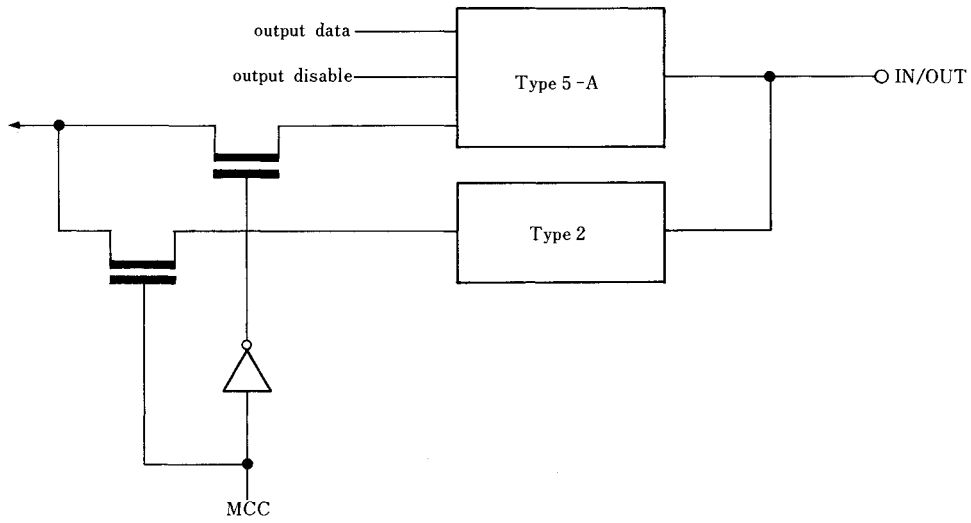 output data
output disable
Type 5-A
IN/OUT
Type 2
MCC